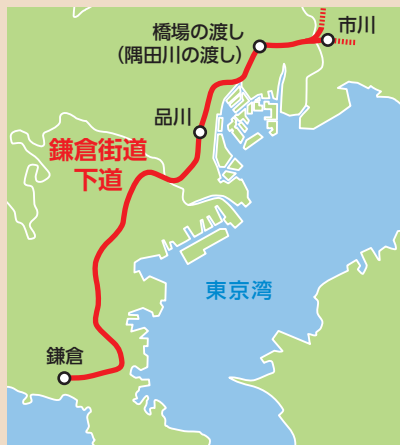 橋場の渡し
（隅田川の渡し）
市川
品川
鎌倉街道
下道
東京湾
鎌倉